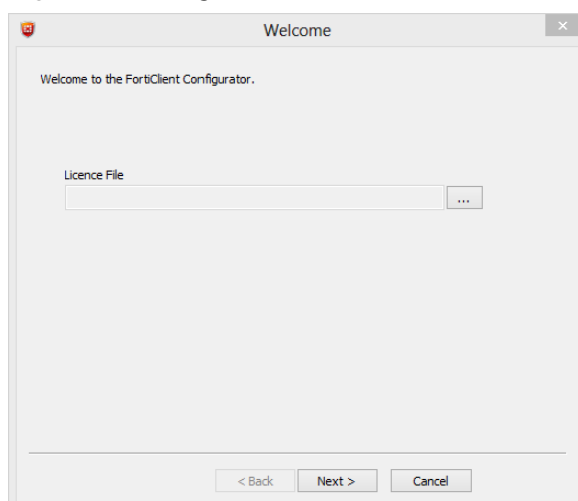 Welcome
Welcome to the FortiClient Configurator.
Licence File
...
< Back Next > Cancel